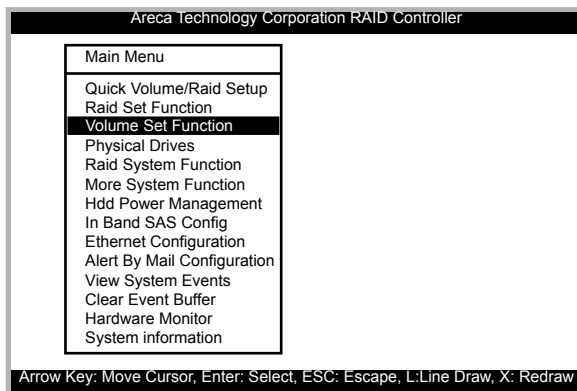 Areca Technology Corporation RAID Controller
Main Menu
Quick Volume/Raid Setup
Raid Set Function
Volume Set Function
Physical Drives
Raid System Function
More System Function
Hdd Power Management
In Band SAS Config
Ethernet Configuration
Alert By Mail Configuration
View System Events
Clear Event Buffer
Hardware Monitor
System information
Arrow Key: Move Cursor, Enter: Select, ESC: Escape, L:Line Draw, X: Redraw